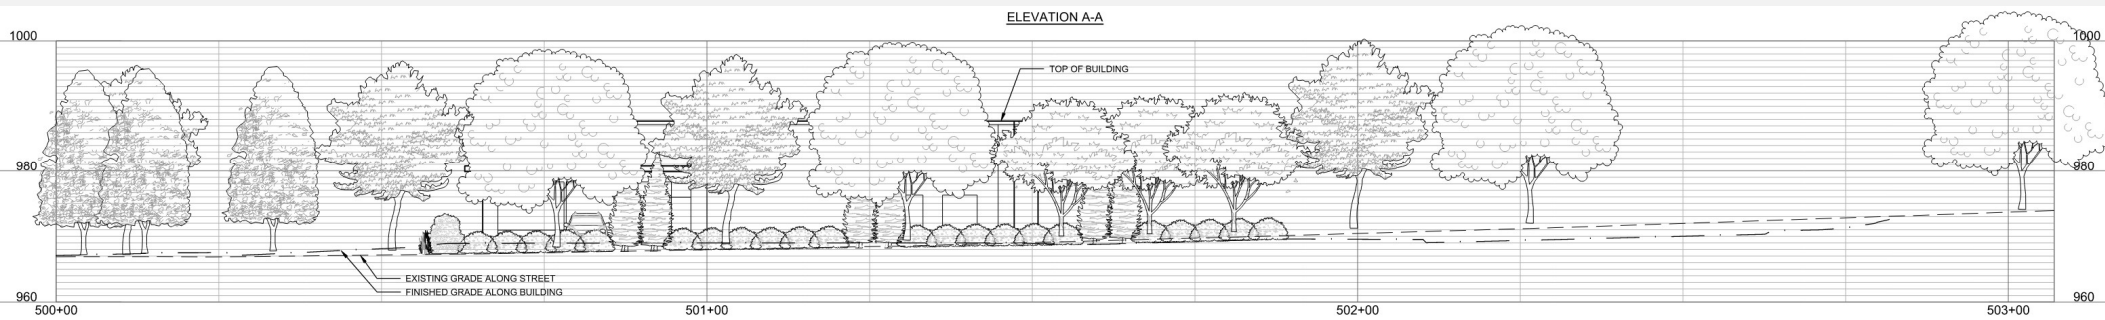 ELEVATION A-A
1000
1000
TOP OF BUILDING
980
980
EXISTING GRADE ALONG STREET
FINISHED GRADE ALONG BUILDING
960
960
500+00
501+00
502+00
503+00